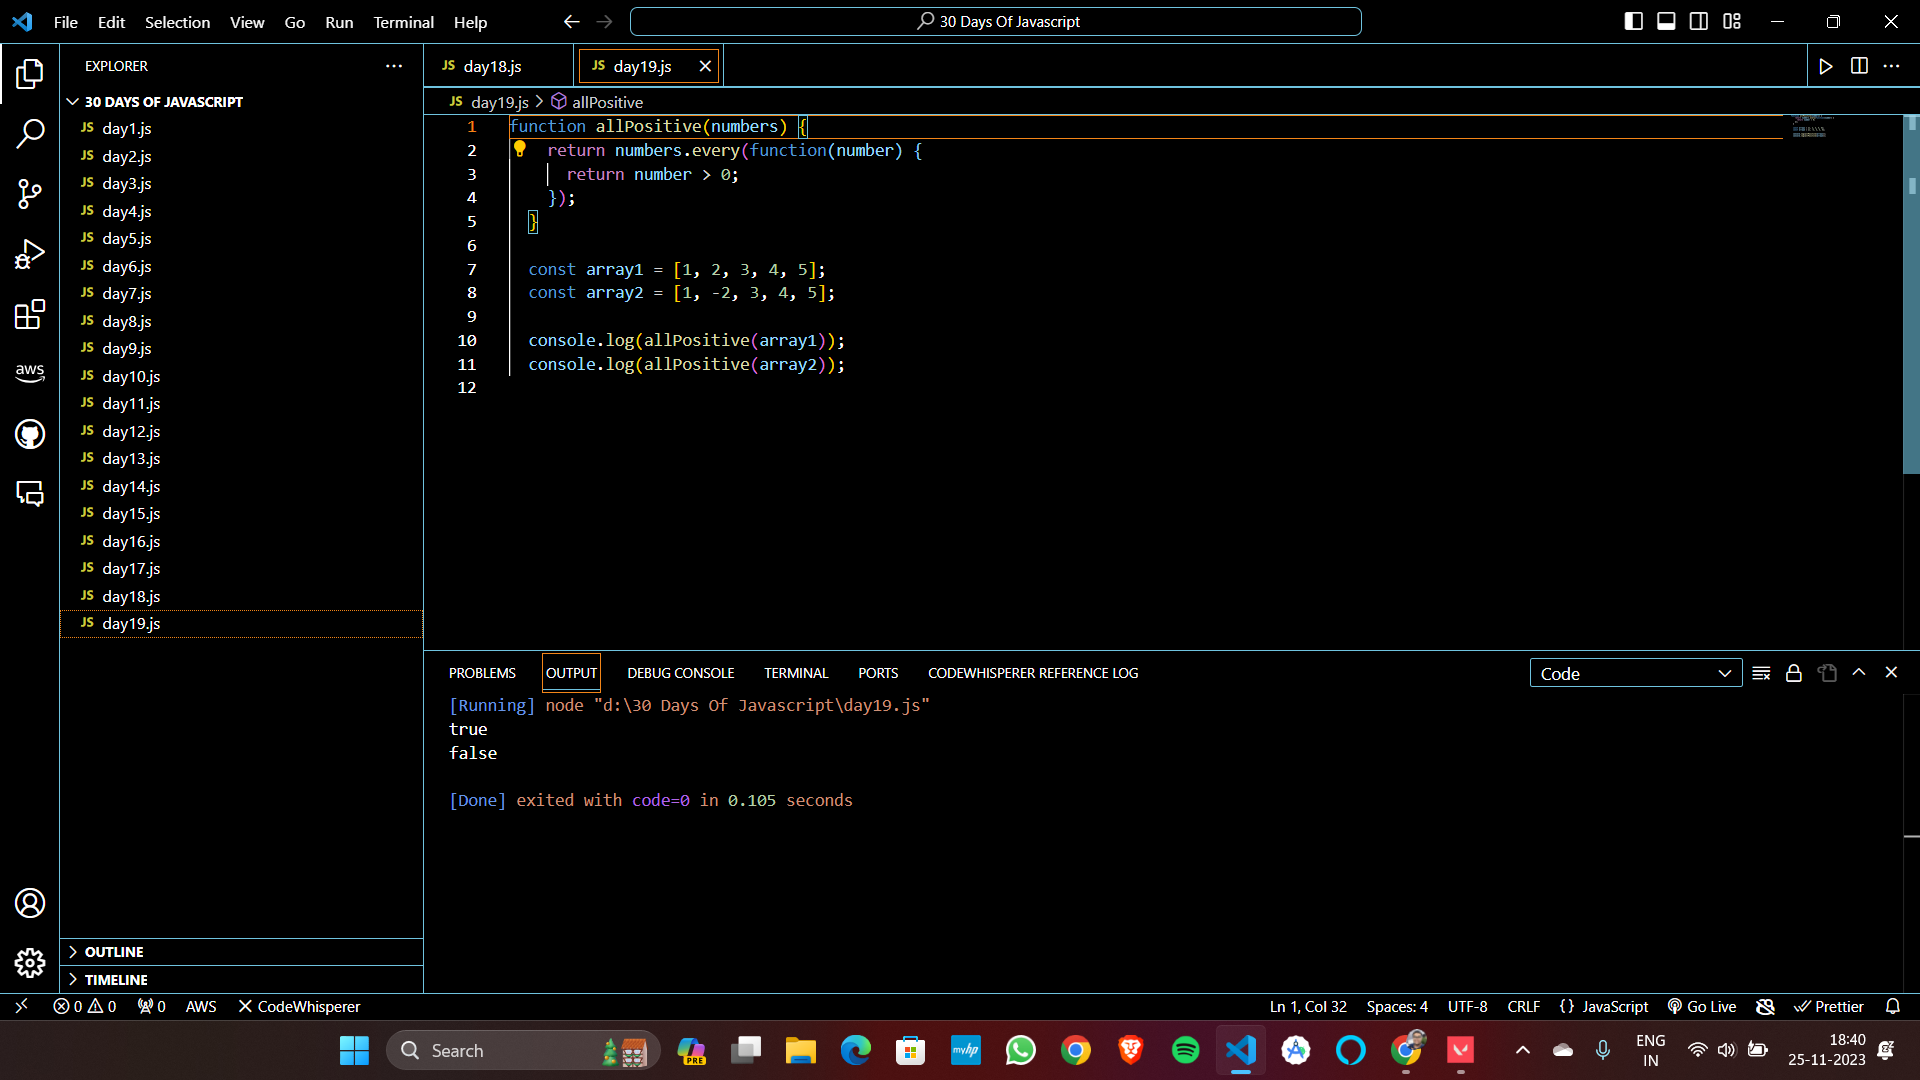 File Edit Selection View Go Run Terminal Help
30 Days Of Javascript
EXPLORER
30 DAYS OF JAVASCRIPT
JS day1.js
JS day2.js
JS day3.js
JS day4.js
JS day5.js
JS day6.js
JS day7.js
JS day8.js
JS day9.js
JS day10.js
JS day11.js
JS day12.js
JS day13.js
JS day14.js
JS day15.js
JS day16.js
JS day17.js
JS day18.js
JS day19.js
OUTLINE
TIMELINE
aws
JS day18.js JS day19.js
JS day19.js > allPositive
1 function allPositive(numbers) {
2 return numbers.every(function(number) {
3 return number > 0;
4 });
5 }
6
7 const array1 = [1, 2, 3, 4, 5];
8 const array2 = [1, -2, 3, 4, 5];
9
10 console.log(allPositive(array1));
11 console.log(allPositive(array2));
12
PROBLEMS OUTPUT DEBUG CONSOLE TERMINAL PORTS CODEWHISPERER REFERENCE LOG Code
[Running] node "d:\30 Days Of Javascript\day19.js"
true
false
[Done] exited with code=0 in 0.105 seconds
0 0 0 AWS CodeWhisperer Ln 1, Col 32 Spaces: 4 UTF-8 CRLF {} JavaScript Go Live Prettier
Search PRE myhp ENG 18:40
IN 25-11-2023